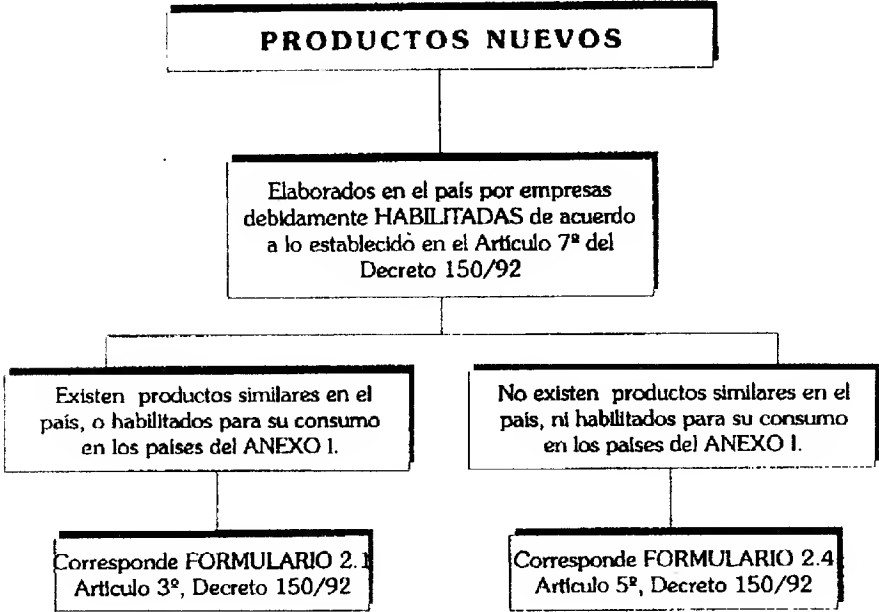 PRODUCTOS NUEVOS
Elaborados en el país por empresas
debidamente HABILITADAS de acuerdo
a lo establecido en el Artículo 7º del
Decreto 150/92
Existen productos similares en el
país, o habilitados para su consumo
en los países del ANEXO I.
No existen productos similares en el
país, ni habilitados para su consumo
en los países del ANEXO I.
Corresponde FORMULARIO 2.1
Artículo 3º, Decreto 150/92
Corresponde FORMULARIO 2.4
Artículo 5º, Decreto 150/92